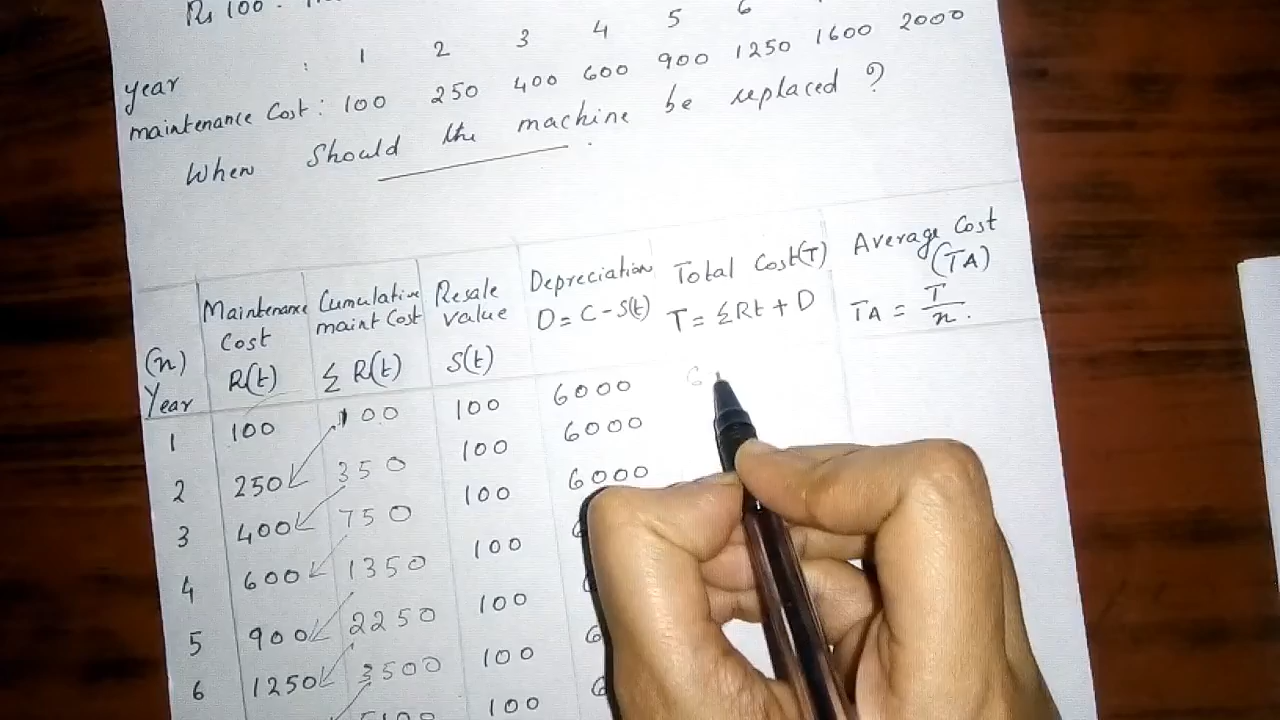 Rs 100.
year : 1 2 3 4 5 6
maintenance Cost : 100 250 400 600 900 1250 1600 2000
When should the machine be replaced ?
(n) Year | Maintenance Cost R(t) | Cumulative maint Cost Σ R(t) | Resale value S(t) | Depreciation D = C - S(t) | Total Cost(T) T = ΣRt + D | Average Cost (TA) TA = T/n.
1 100 100 100 6000
2 250 350 100 6000
3 400 750 100 6000
4 600 1350 100
5 900 2250 100
6 1250 3500 100
100